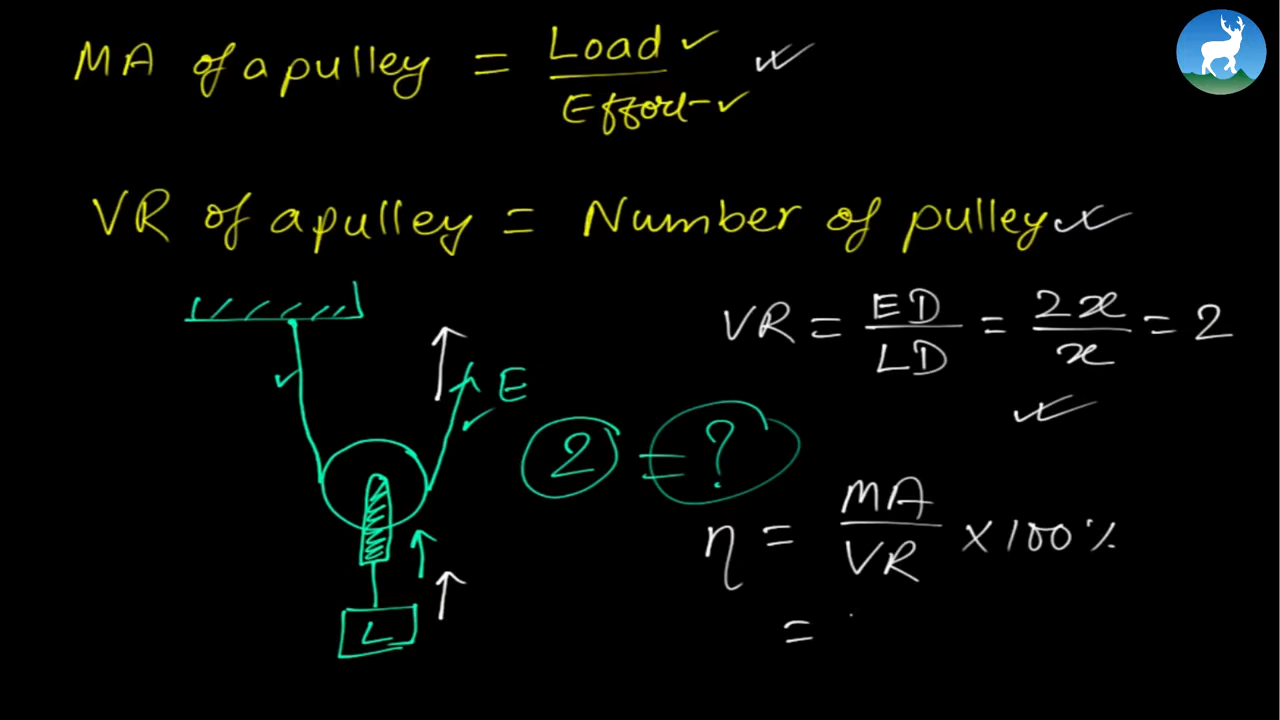 MA of a pulley = Load / Effort
VR of a pulley = Number of pulley
VR = ED / LD = 2x / x = 2
E
2 = ?
η = MA / VR × 100%
=
L